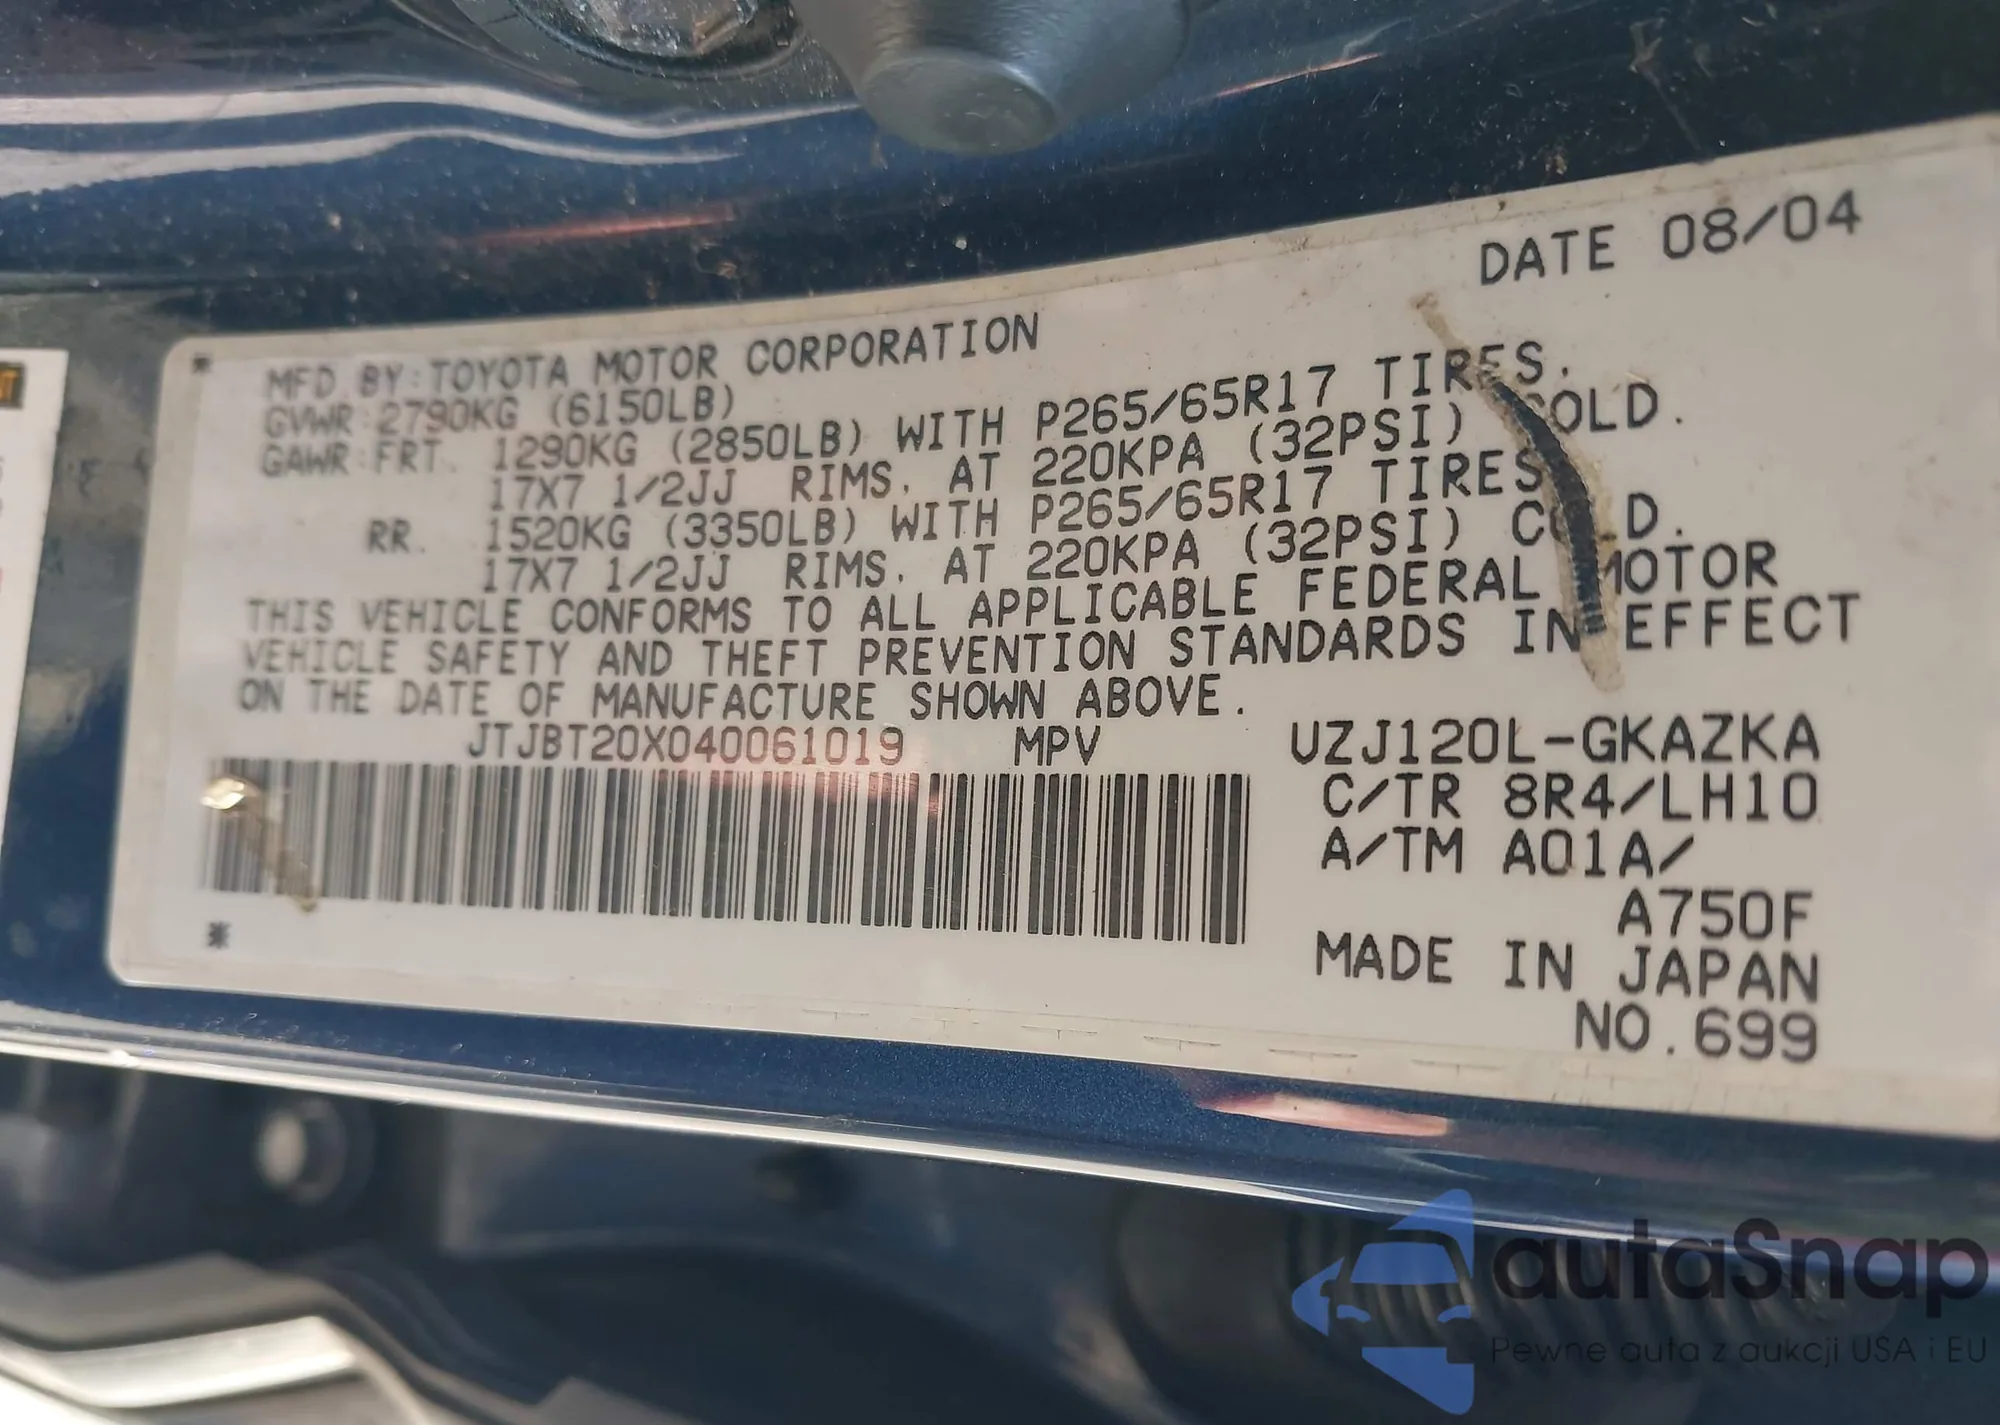 DATE 08/04
MFD BY:TOYOTA MOTOR CORPORATION
GVWR:2790KG (6150LB)
GAWR:FRT. 1290KG (2850LB) WITH P265/65R17 TIRES.
17X7 1/2JJ RIMS. AT 220KPA (32PSI) COLD.
RR. 1520KG (3350LB) WITH P265/65R17 TIRES
17X7 1/2JJ RIMS. AT 220KPA (32PSI) COLD.
THIS VEHICLE CONFORMS TO ALL APPLICABLE FEDERAL MOTOR
VEHICLE SAFETY AND THEFT PREVENTION STANDARDS IN EFFECT
ON THE DATE OF MANUFACTURE SHOWN ABOVE.
JTJBT20X040061019 MPV UZJ120L-GKAZKA
C/TR 8R4/LH10
A/TM A01A/
A750F
MADE IN JAPAN
NO.699
autaSnap
Pewne auta z aukcji USA i EU